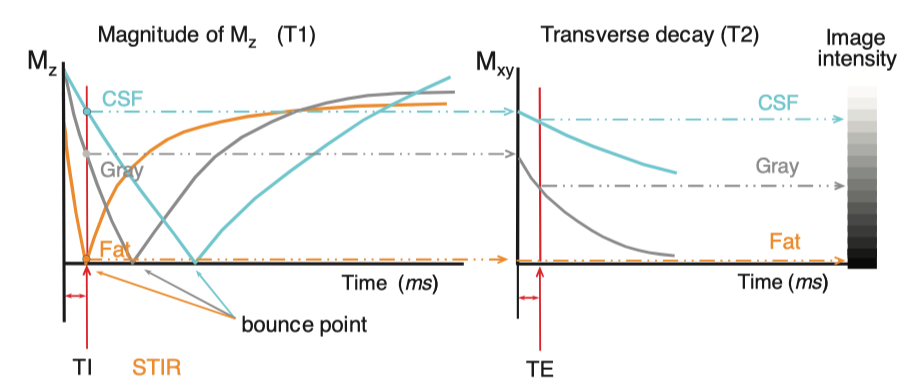 Magnitude of Mz (T1)
Transverse decay (T2)
Image
intensity
Mz
Mxy
CSF
CSF
Gray
Gray
Fat
Fat
Time (ms)
Time (ms)
bounce point
TI
STIR
TE